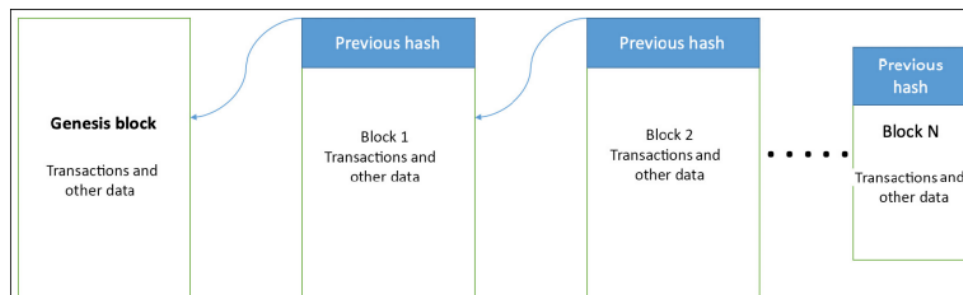 Genesis block
Transactions and
other data
Previous hash
Block 1
Transactions and
other data
Previous hash
Block 2
Transactions and
other data
Previous
hash
Block N
Transactions and
other data